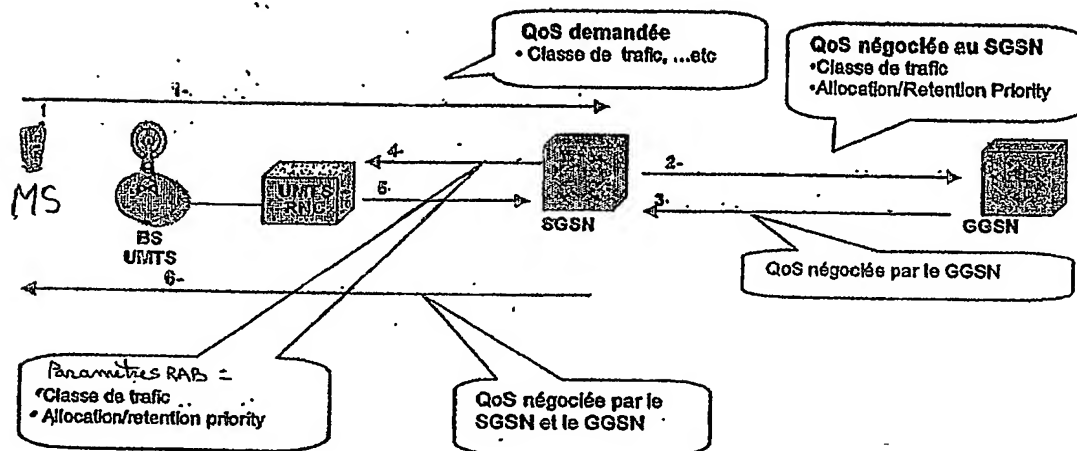 QoS demandée
• Classe de trafic, ...etc
QoS négociée au SGSN
•Classe de trafic
•Allocation/Retention Priority
1-
MS
BS
UMTS
UMTS
RNC
4-
5-
SGSN
2-
3-
GGSN
QoS négociée par le GGSN
6-
Paramètres RAB =
•Classe de trafic
• Allocation/retention priority
QoS négociée par le
SGSN et le GGSN